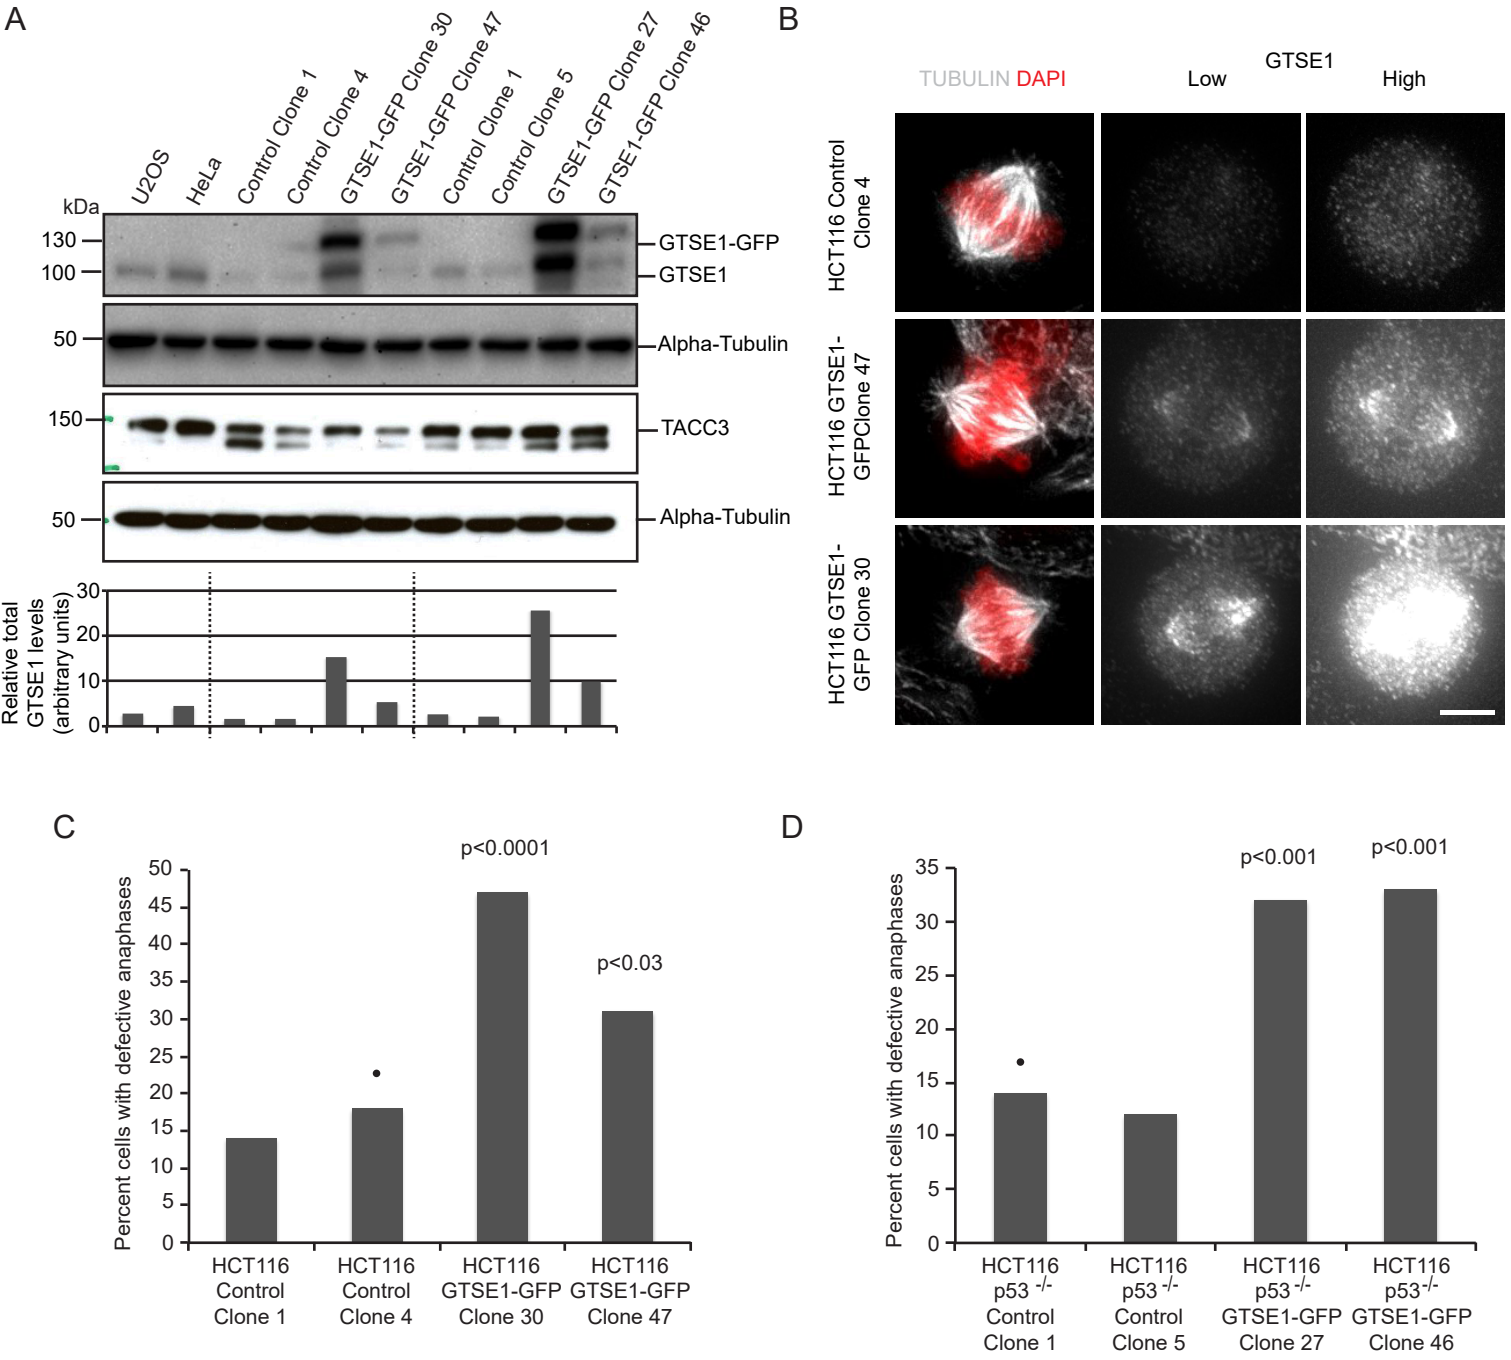 A
U2OS
HeLa
Control Clone 1
Control Clone 4
GTSE1-GFP Clone 30
GTSE1-GFP Clone 47
Control Clone 1
Control Clone 5
GTSE1-GFP Clone 27
GTSE1-GFP Clone 46
kDa
130
100
GTSE1-GFP
GTSE1
50
Alpha-Tubulin
150
TACC3
50
Alpha-Tubulin
Relative total
GTSE1 levels
(arbitrary units)
30
20
10
0
B
TUBULIN DAPI
GTSE1
Low
High
HCT116 Control
Clone 4
HCT116 GTSE1-
GFPClone 47
HCT116 GTSE1-
GFP Clone 30
C
Percent cells with defective anaphases
50
45
40
35
30
25
20
15
10
5
0
p<0.0001
p<0.03
•
HCT116
Control
Clone 1
HCT116
Control
Clone 4
HCT116
GTSE1-GFP
Clone 30
HCT116
GTSE1-GFP
Clone 47
D
Percent cells with defective anaphases
35
30
25
20
15
10
5
0
p<0.001
p<0.001
•
HCT116
p53 -/-
Control
Clone 1
HCT116
p53 -/-
Control
Clone 5
HCT116
p53 -/-
GTSE1-GFP
Clone 27
HCT116
p53 -/-
GTSE1-GFP
Clone 46